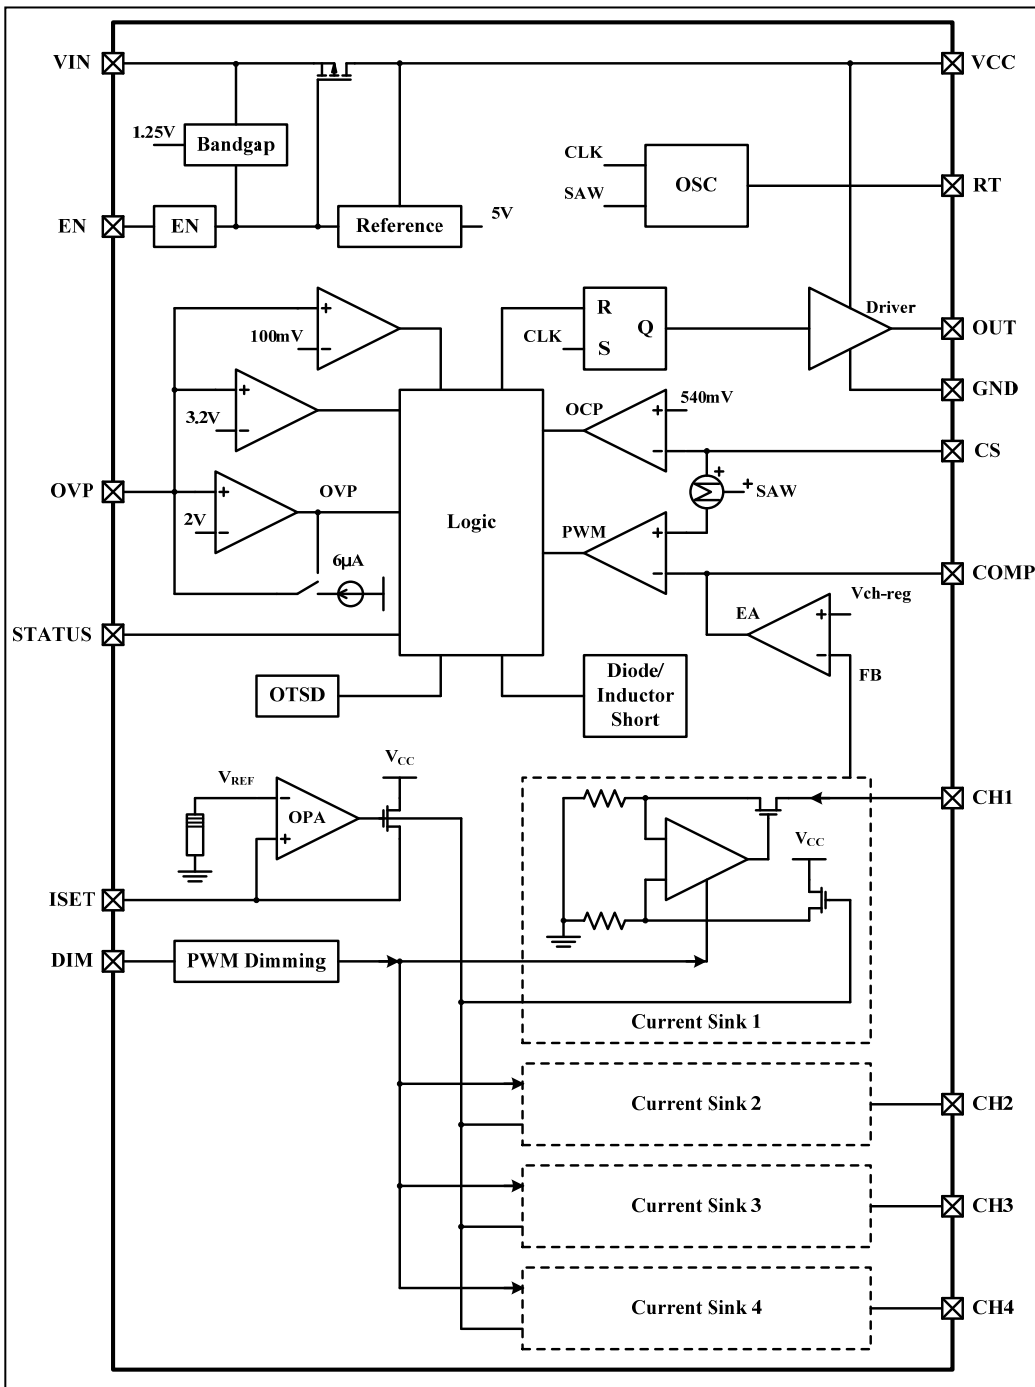 VIN
VCC
1.25V
Bandgap
CLK
SAW
OSC
RT
EN
EN
Reference
5V
100mV
+
−
R
S
Q
CLK
Driver
OUT
GND
3.2V
+
−
OCP
540mV
+
−
CS
OVP
2V
+
−
OVP
Logic
+
+
SAW
PWM
+
−
6µA
COMP
EA
Vch-reg
+
−
FB
STATUS
OTSD
Diode/
Inductor
Short
VREF
−
+
OPA
VCC
CH1
VCC
ISET
DIM
PWM Dimming
Current Sink 1
Current Sink 2
CH2
Current Sink 3
CH3
Current Sink 4
CH4